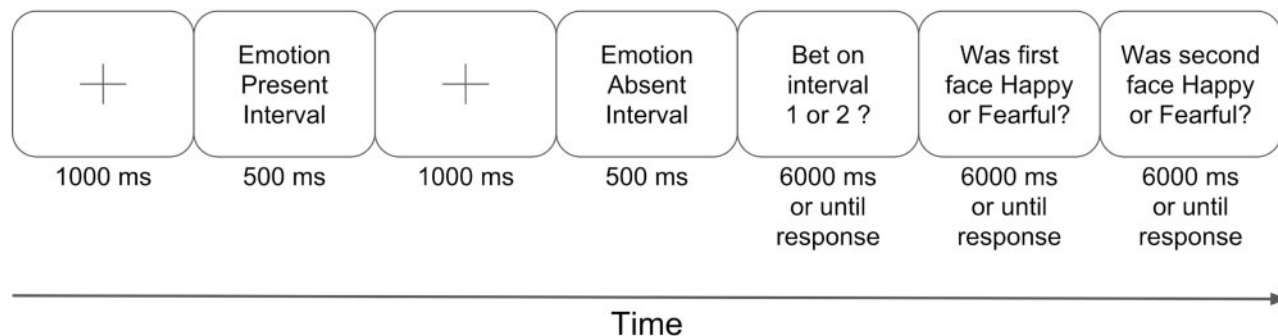 Emotion
Present
Interval
Emotion
Absent
Interval
Bet on
interval
1 or 2 ?
Was first
face Happy
or Fearful?
Was second
face Happy
or Fearful?
1000 ms
500 ms
1000 ms
500 ms
6000 ms
or until
response
6000 ms
or until
response
6000 ms
or until
response
Time